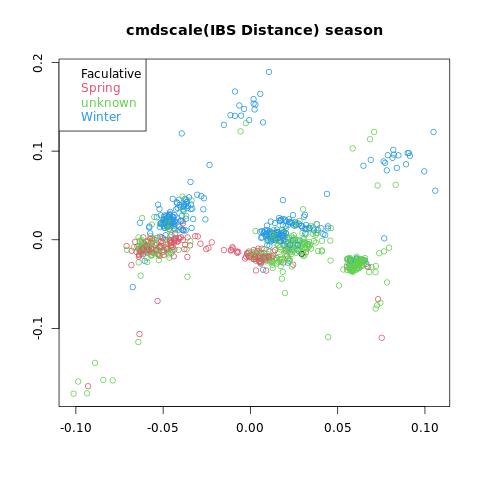 cmdscale(IBS Distance) season
Faculative
Spring
unknown
Winter
0.2
0.1
0.0
-0.1
-0.10 -0.05 0.00 0.05 0.10